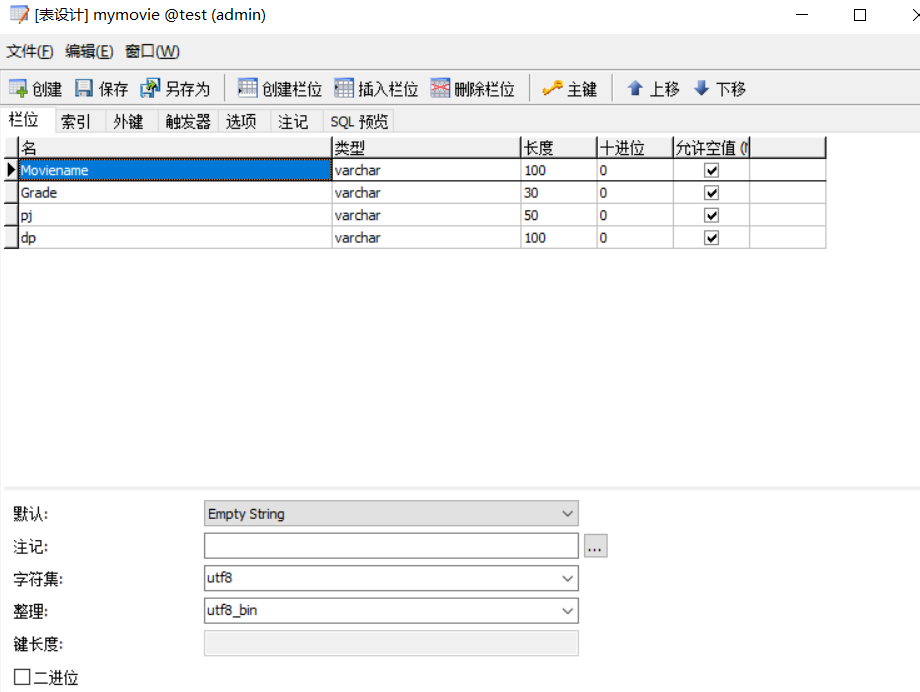 [表设计] mymovie @test (admin)
文件(F) 编辑(E) 窗口(W)
创建 保存 另存为 创建栏位 插入栏位 删除栏位 主键 上移 下移
栏位 索引 外键 触发器 选项 注记 SQL 预览
名 类型 长度 十进位 允许空值 (
Moviename varchar 100 0
Grade varchar 30 0
pj varchar 50 0
dp varchar 100 0
默认: Empty String
注记: ...
字符集: utf8
整理: utf8_bin
键长度:
二进位